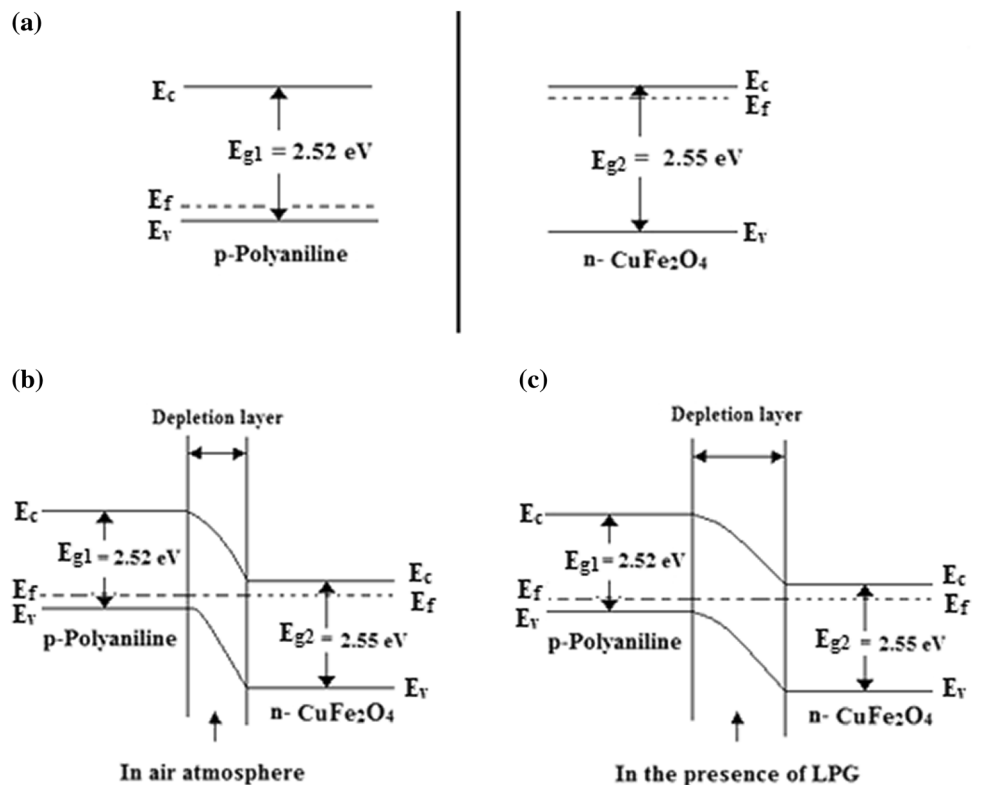 (a)
Ec
Eg1 = 2.52 eV
Ef
Ev
p-Polyaniline
Ec
Ef
Eg2 = 2.55 eV
Ev
n- CuFe2O4
(b)
Depletion layer
Ec
Eg1 = 2.52 eV
Ef
Ev
p-Polyaniline
Ec
Ef
Eg2 = 2.55 eV
Ev
n- CuFe2O4
In air atmosphere
(c)
Depletion layer
Ec
Eg1 = 2.52 eV
Ef
Ev
p-Polyaniline
Ec
Ef
Eg2 = 2.55 eV
Ev
n- CuFe2O4
In the presence of LPG